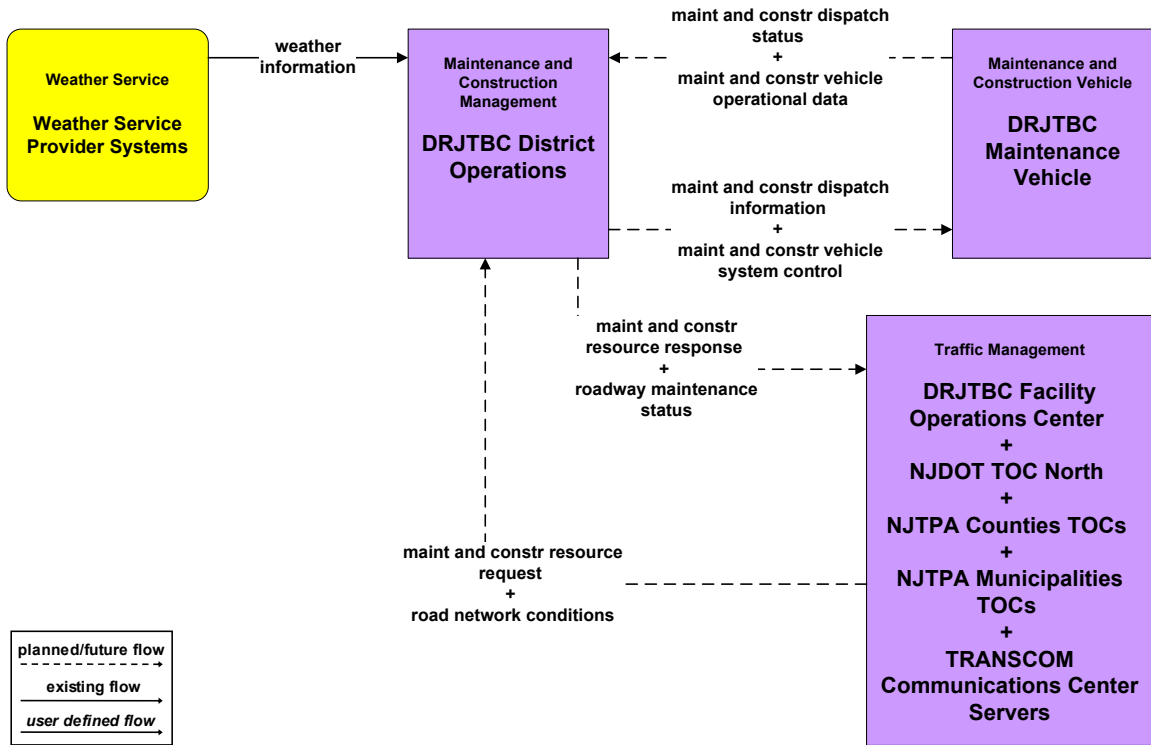 Weather Service
Weather Service
Provider Systems
weather
information
Maintenance and
Construction
Management
DRJTBC District
Operations
maint and constr dispatch
status
+
maint and constr vehicle
operational data
Maintenance and
Construction Vehicle
DRJTBC
Maintenance
Vehicle
maint and constr dispatch
information
+
maint and constr vehicle
system control
maint and constr
resource response
+
roadway maintenance
status
Traffic Management
DRJTBC Facility
Operations Center
+
NJDOT TOC North
+
NJTPA Counties TOCs
+
NJTPA Municipalities
TOCs
+
TRANSCOM
Communications Center
Servers
maint and constr resource
request
+
road network conditions
planned/future flow
existing flow
user defined flow